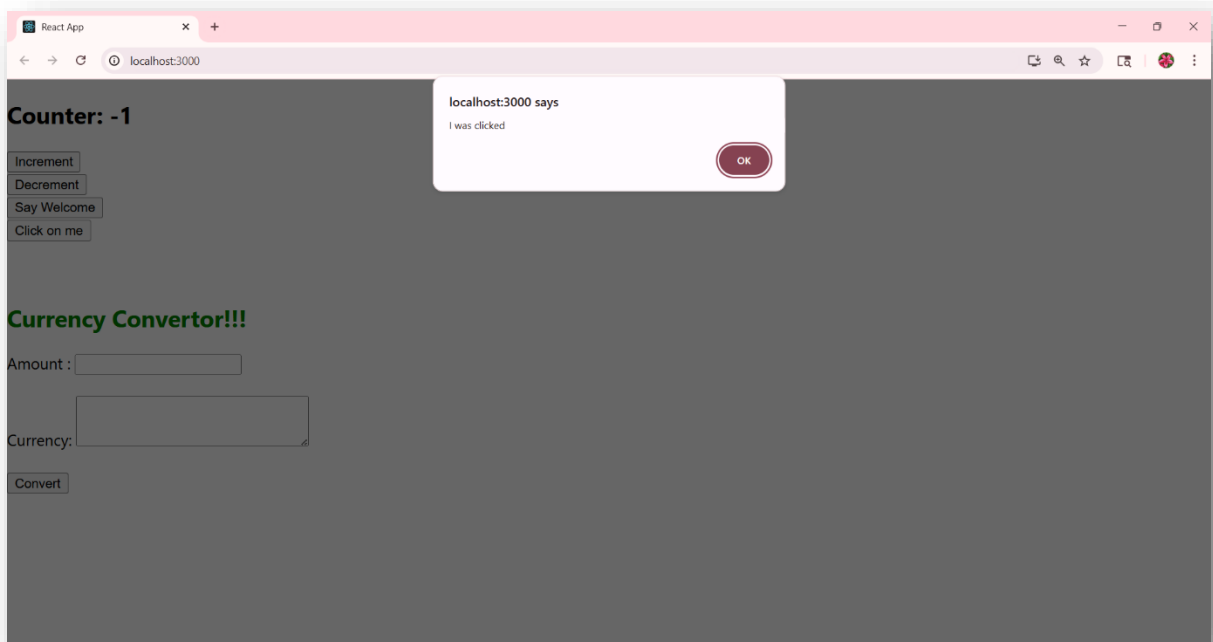 React App
localhost:3000
localhost:3000 says
I was clicked
OK
Counter: -1
Increment
Decrement
Say Welcome
Click on me
Currency Convertor!!!
Amount :
Currency:
Convert